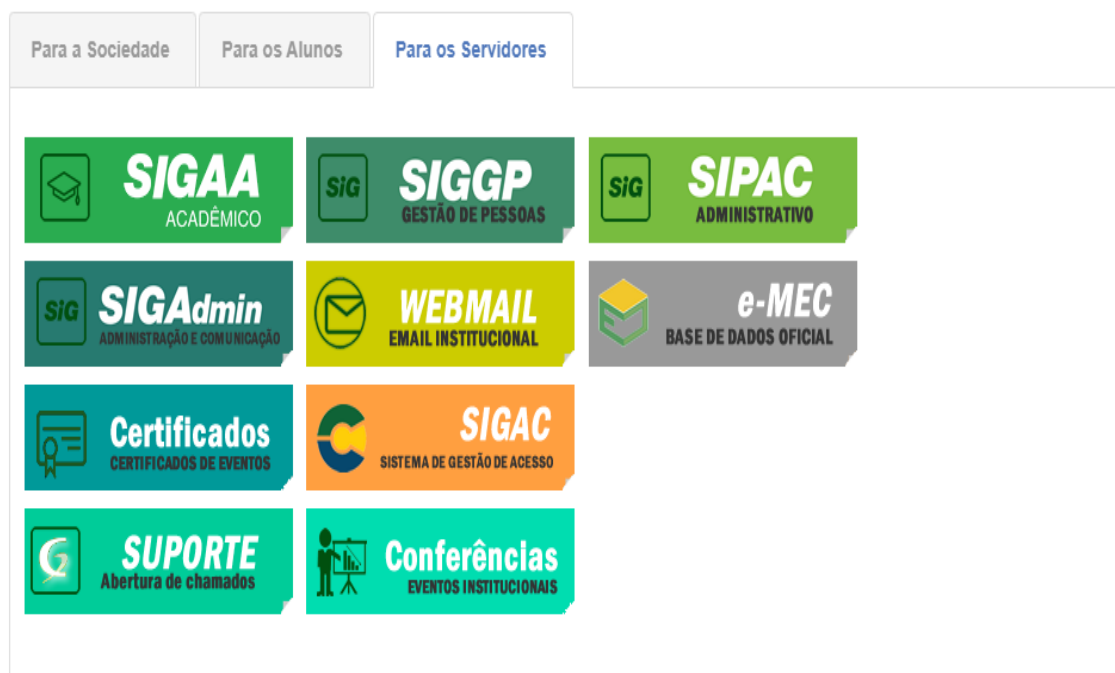 Para a Sociedade
Para os Alunos
Para os Servidores
SIGAA
ACADÊMICO
SiG
SIGGP
GESTÃO DE PESSOAS
SiG
SIPAC
ADMINISTRATIVO
SiG
SIGAdmin
ADMINISTRAÇÃO E COMUNICAÇÃO
WEBMAIL
EMAIL INSTITUCIONAL
e-MEC
BASE DE DADOS OFICIAL
Certificados
CERTIFICADOS DE EVENTOS
SIGAC
SISTEMA DE GESTÃO DE ACESSO
SUPORTE
Abertura de chamados
Conferências
EVENTOS INSTITUCIONAIS